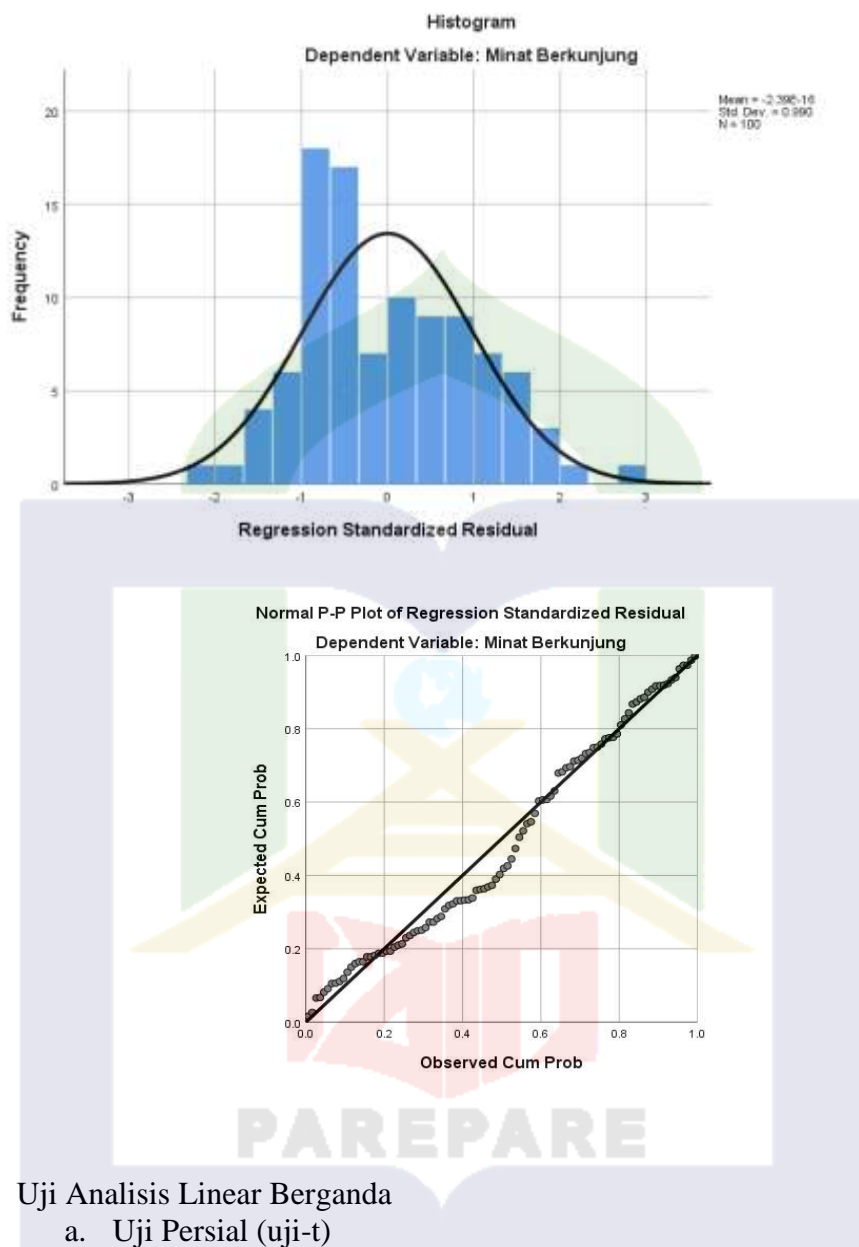 Histogram
Dependent Variable: Minat Berkunjung
Mean = -2.39E-16
Std. Dev. = 0.990
N = 100
20
15
10
5
0
Frequency
-3 -2 -1 0 1 2 3
Regression Standardized Residual
Normal P-P Plot of Regression Standardized Residual
Dependent Variable: Minat Berkunjung
1.0
0.8
0.6
0.4
0.2
0.0
Expected Cum Prob
0.0 0.2 0.4 0.6 0.8 1.0
Observed Cum Prob
PAREPARE
Uji Analisis Linear Berganda
a. Uji Persial (uji-t)